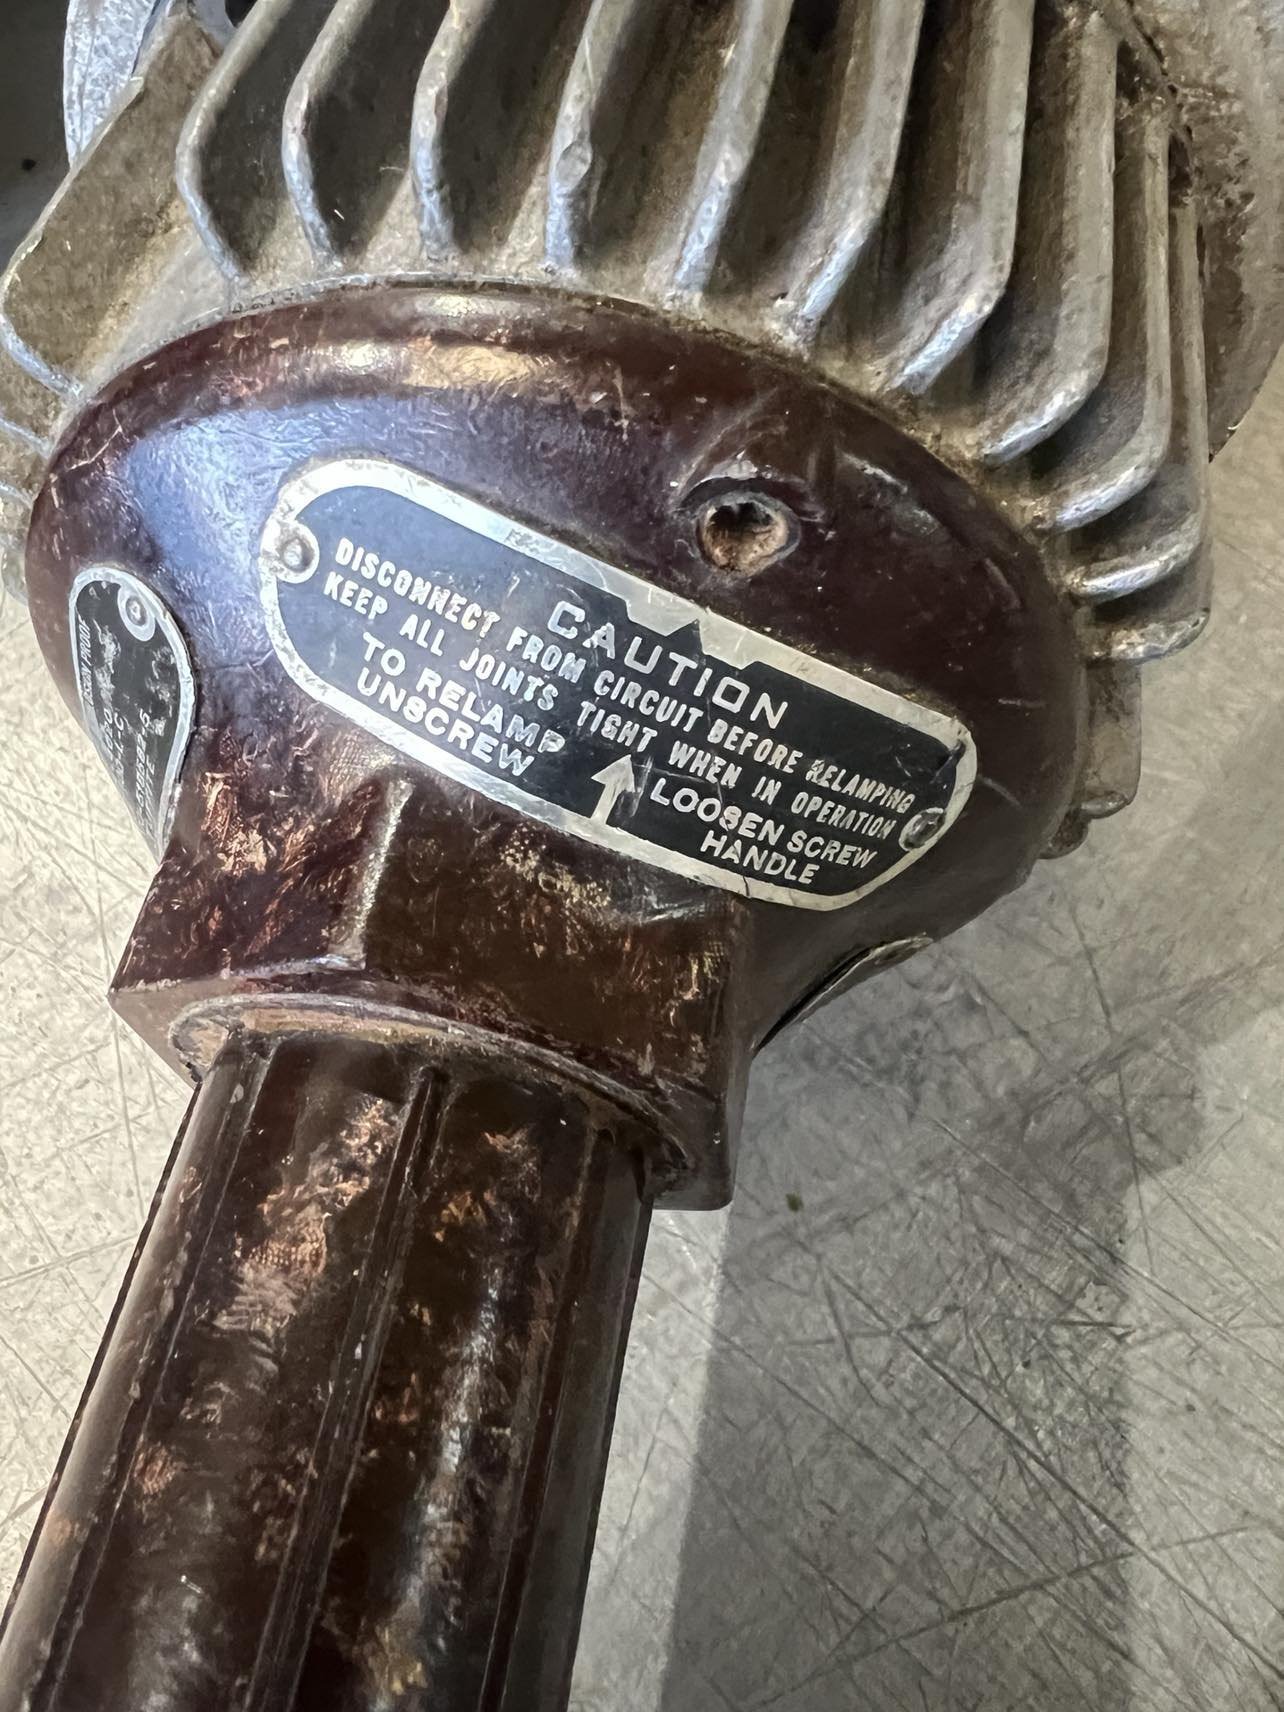 CAUTION
DISCONNECT FROM CIRCUIT BEFORE RELAMPING
KEEP ALL JOINTS TIGHT WHEN IN OPERATION
TO RELAMP LOOSEN SCREW
UNSCREW HANDLE
PROOF